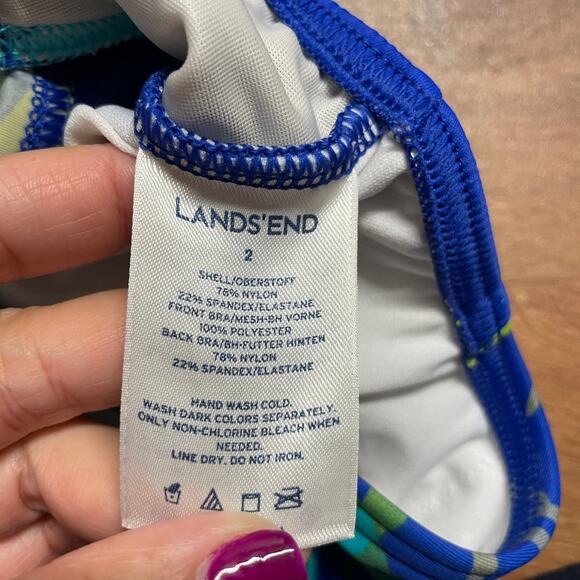 LANDS'END
2
SHELL/OBERSTOFF
78% NYLON
22% SPANDEX/ELASTANE
FRONT BRA/MESH-BH VORNE
100% POLYESTER
BACK BRA/BH-FUTTER HINTEN
78% NYLON
22% SPANDEX/ELASTANE
HAND WASH COLD.
WASH DARK COLORS SEPARATELY.
ONLY NON-CHLORINE BLEACH WHEN
NEEDED.
LINE DRY. DO NOT IRON.